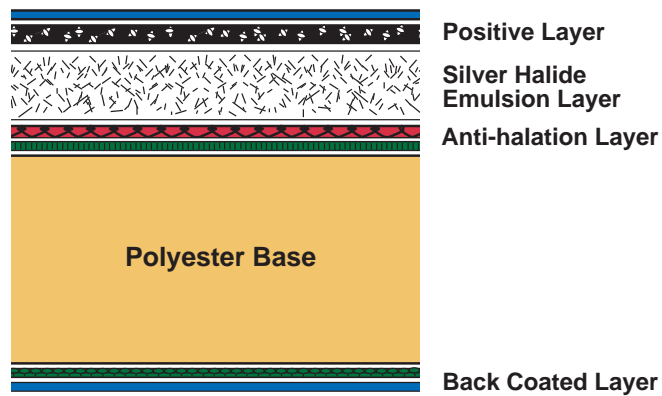 Positive Layer
Silver Halide
Emulsion Layer
Anti-halation Layer
Polyester Base
Back Coated Layer